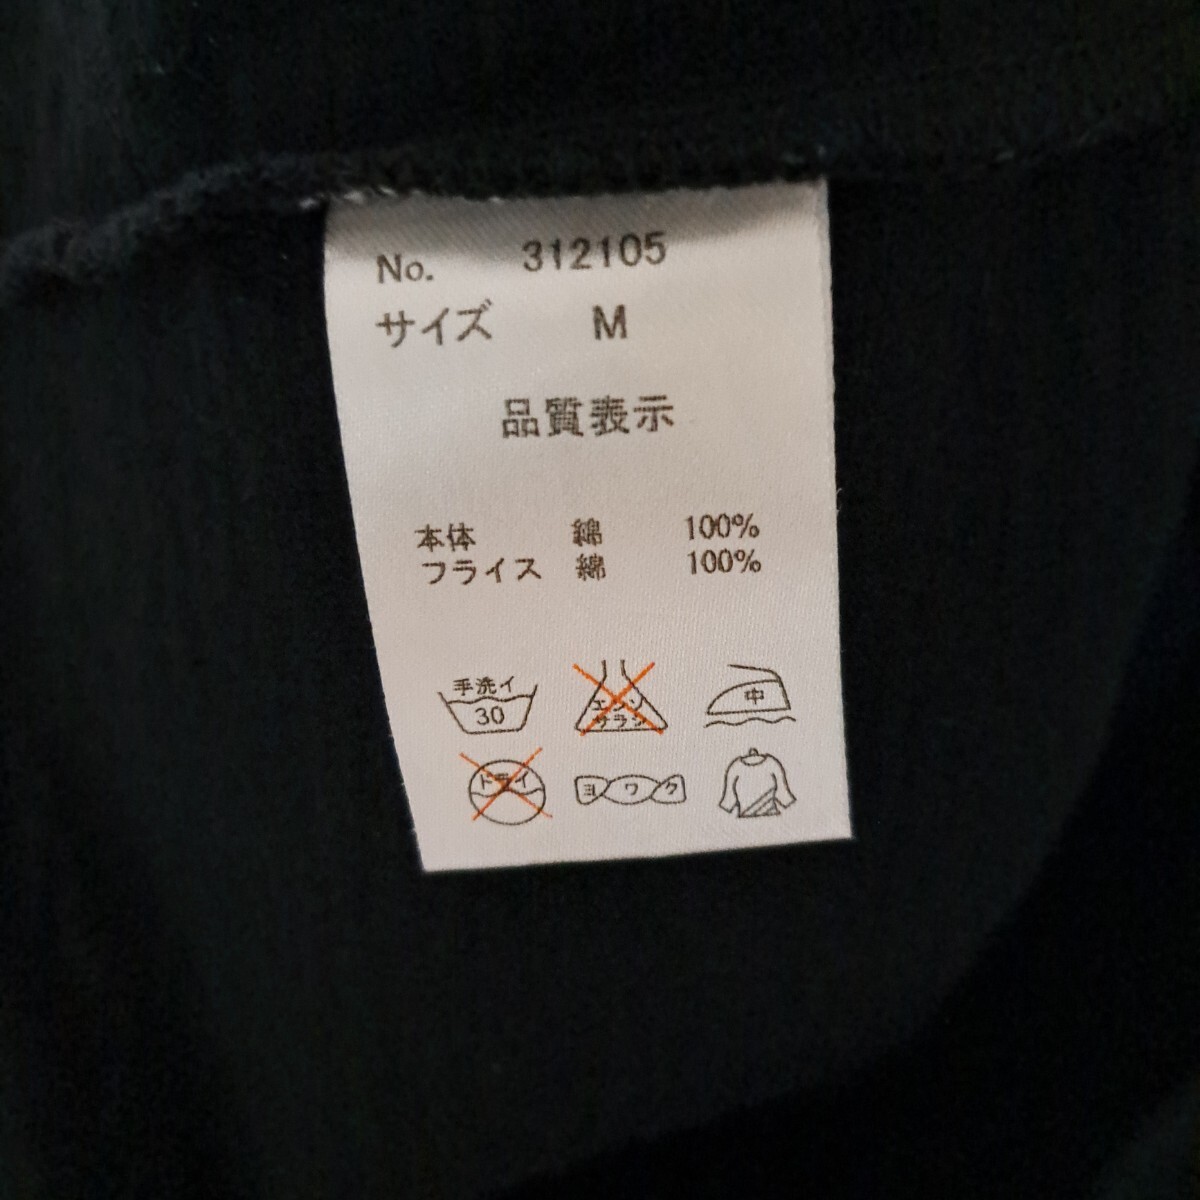 No. 312105
サイズ M
品質表示
本体 綿 100%
フライス 綿 100%
手洗イ 30
エンソサラシ
中
ドライ
ヨワク